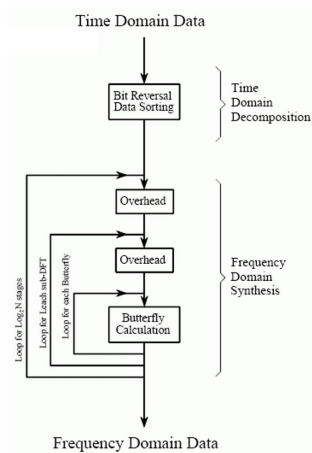 Time Domain Data
Bit Reversal
Data Sorting
Time
Domain
Decomposition
Overhead
Overhead
Butterfly
Calculation
Loop for Log₂N stages
Loop for Leach sub-DFT
Loop for each Butterfly
Frequency
Domain
Synthesis
Frequency Domain Data